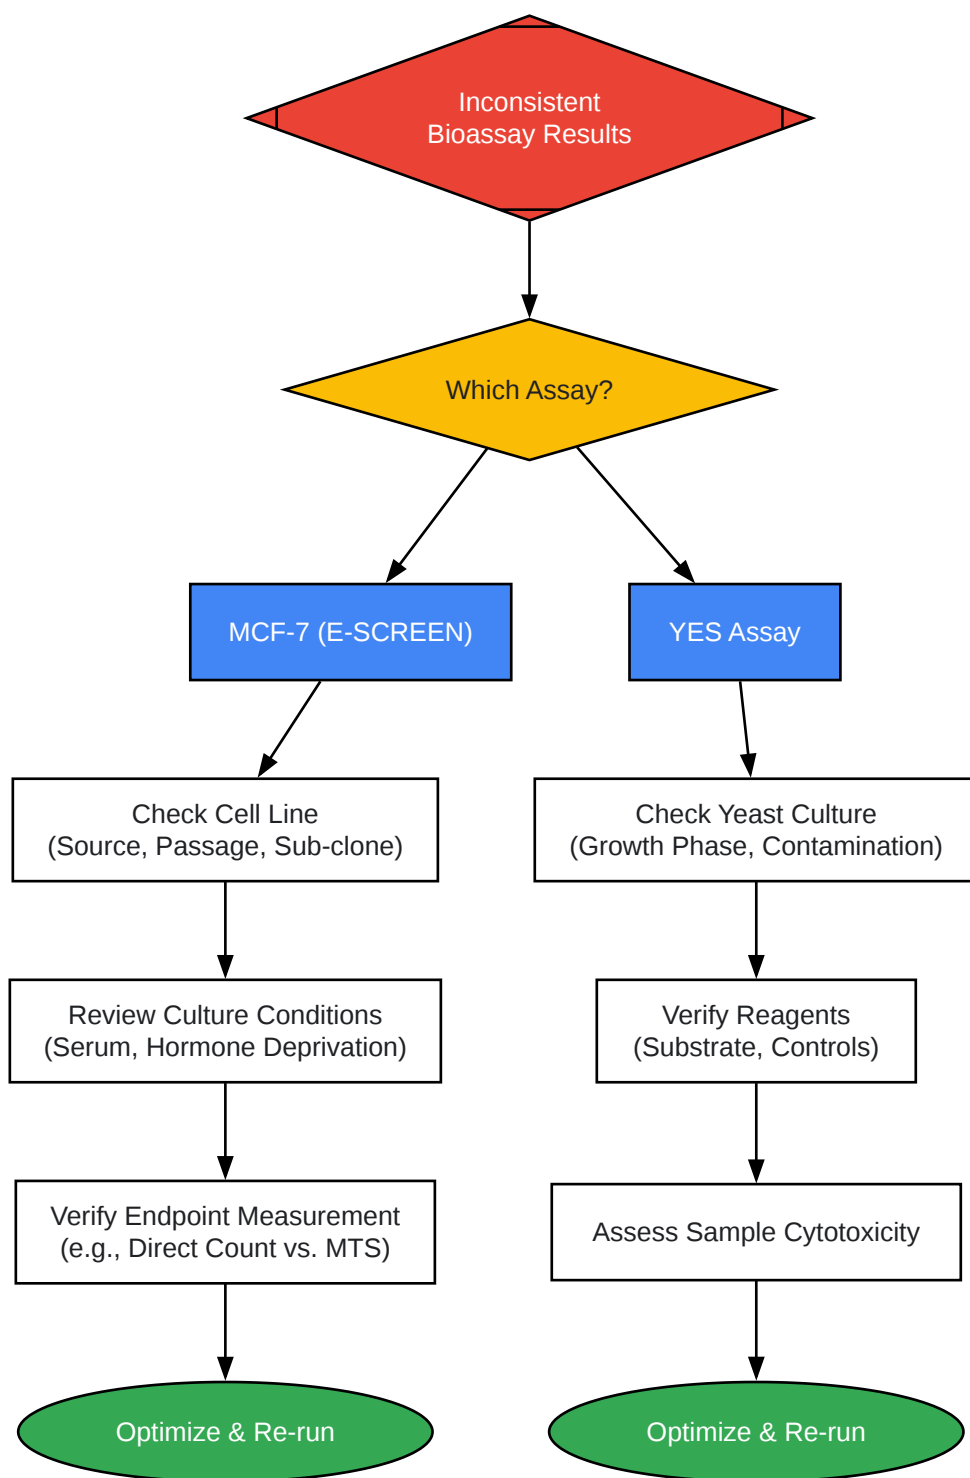 Inconsistent
Bioassay Results
Which Assay?
MCF-7 (E-SCREEN)
YES Assay
Check Cell Line
(Source, Passage, Sub-clone)
Check Yeast Culture
(Growth Phase, Contamination)
Review Culture Conditions
(Serum, Hormone Deprivation)
Verify Reagents
(Substrate, Controls)
Verify Endpoint Measurement
(e.g., Direct Count vs. MTS)
Assess Sample Cytotoxicity
Optimize & Re-run
Optimize & Re-run